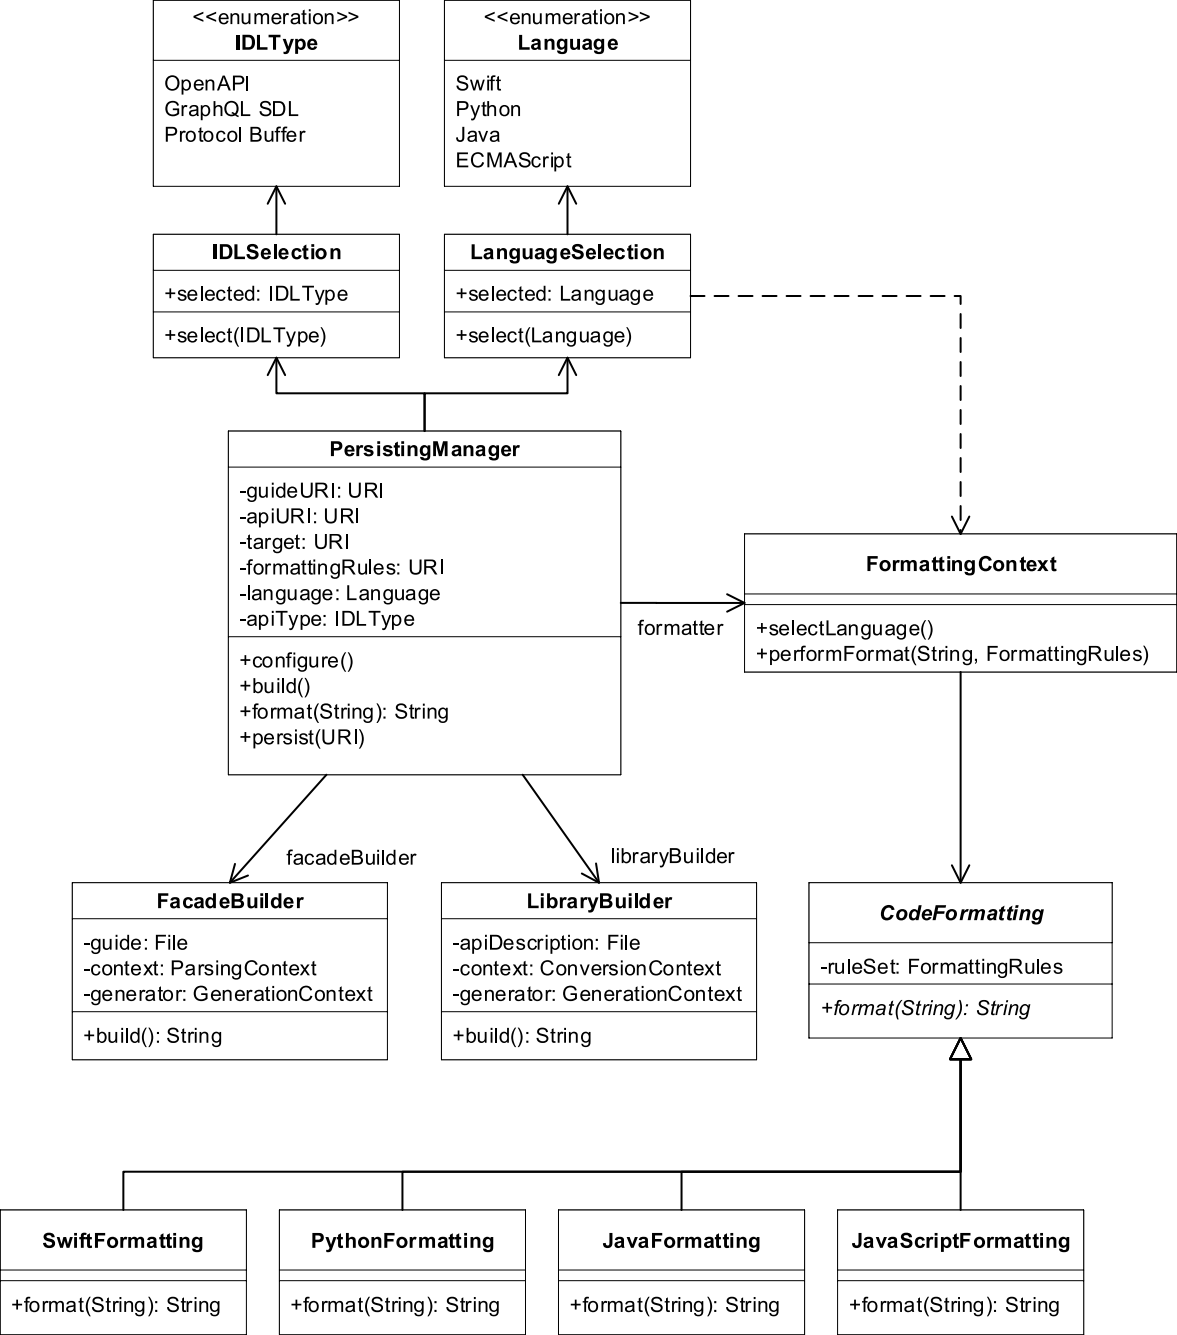 <<enumeration>>
IDLType
OpenAPI
GraphQL SDL
Protocol Buffer
<<enumeration>>
Language
Swift
Python
Java
ECMAScript
IDLSelection
+selected: IDLType
+select(IDLType)
LanguageSelection
+selected: Language
+select(Language)
PersistingManager
-guideURI: URI
-apiURI: URI
-target: URI
-formattingRules: URI
-language: Language
-apiType: IDLType
+configure()
+build()
+format(String): String
+persist(URI)
formatter
FormattingContext
+selectLanguage()
+performFormat(String, FormattingRules)
facadeBuilder
libraryBuilder
FacadeBuilder
-guide: File
-context: ParsingContext
-generator: GenerationContext
+build(): String
LibraryBuilder
-apiDescription: File
-context: ConversionContext
-generator: GenerationContext
+build(): String
CodeFormatting
-ruleSet: FormattingRules
+format(String): String
SwiftFormatting
+format(String): String
PythonFormatting
+format(String): String
JavaFormatting
+format(String): String
JavaScriptFormatting
+format(String): String